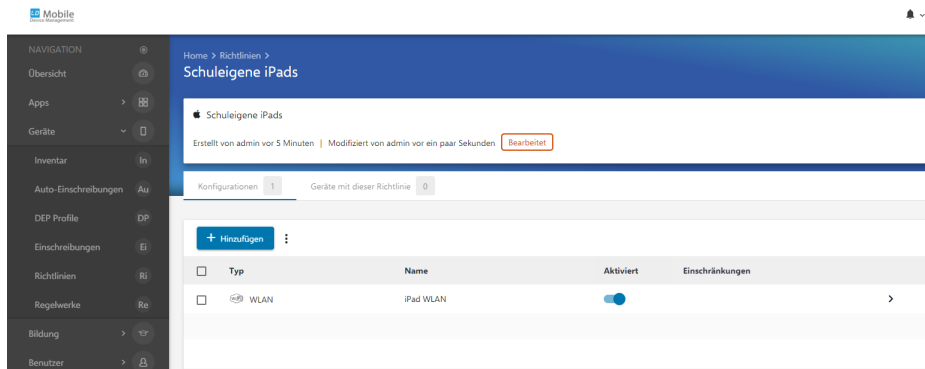 LD Mobile
Device Management
NAVIGATION
Übersicht
Apps
Geräte
Inventar In
Auto-Einschreibungen Au
DEP Profile DP
Einschreibungen Ei
Richtlinien Ri
Regelwerke Re
Bildung
Benutzer
Home > Richtlinien >
Schuleigene iPads
Schuleigene iPads
Erstellt von admin vor 5 Minuten | Modifiziert von admin vor ein paar Sekunden Bearbeitet
Konfigurationen 1 Geräte mit dieser Richtlinie 0
+ Hinzufügen
Typ Name Aktiviert Einschränkungen
WLAN iPad WLAN